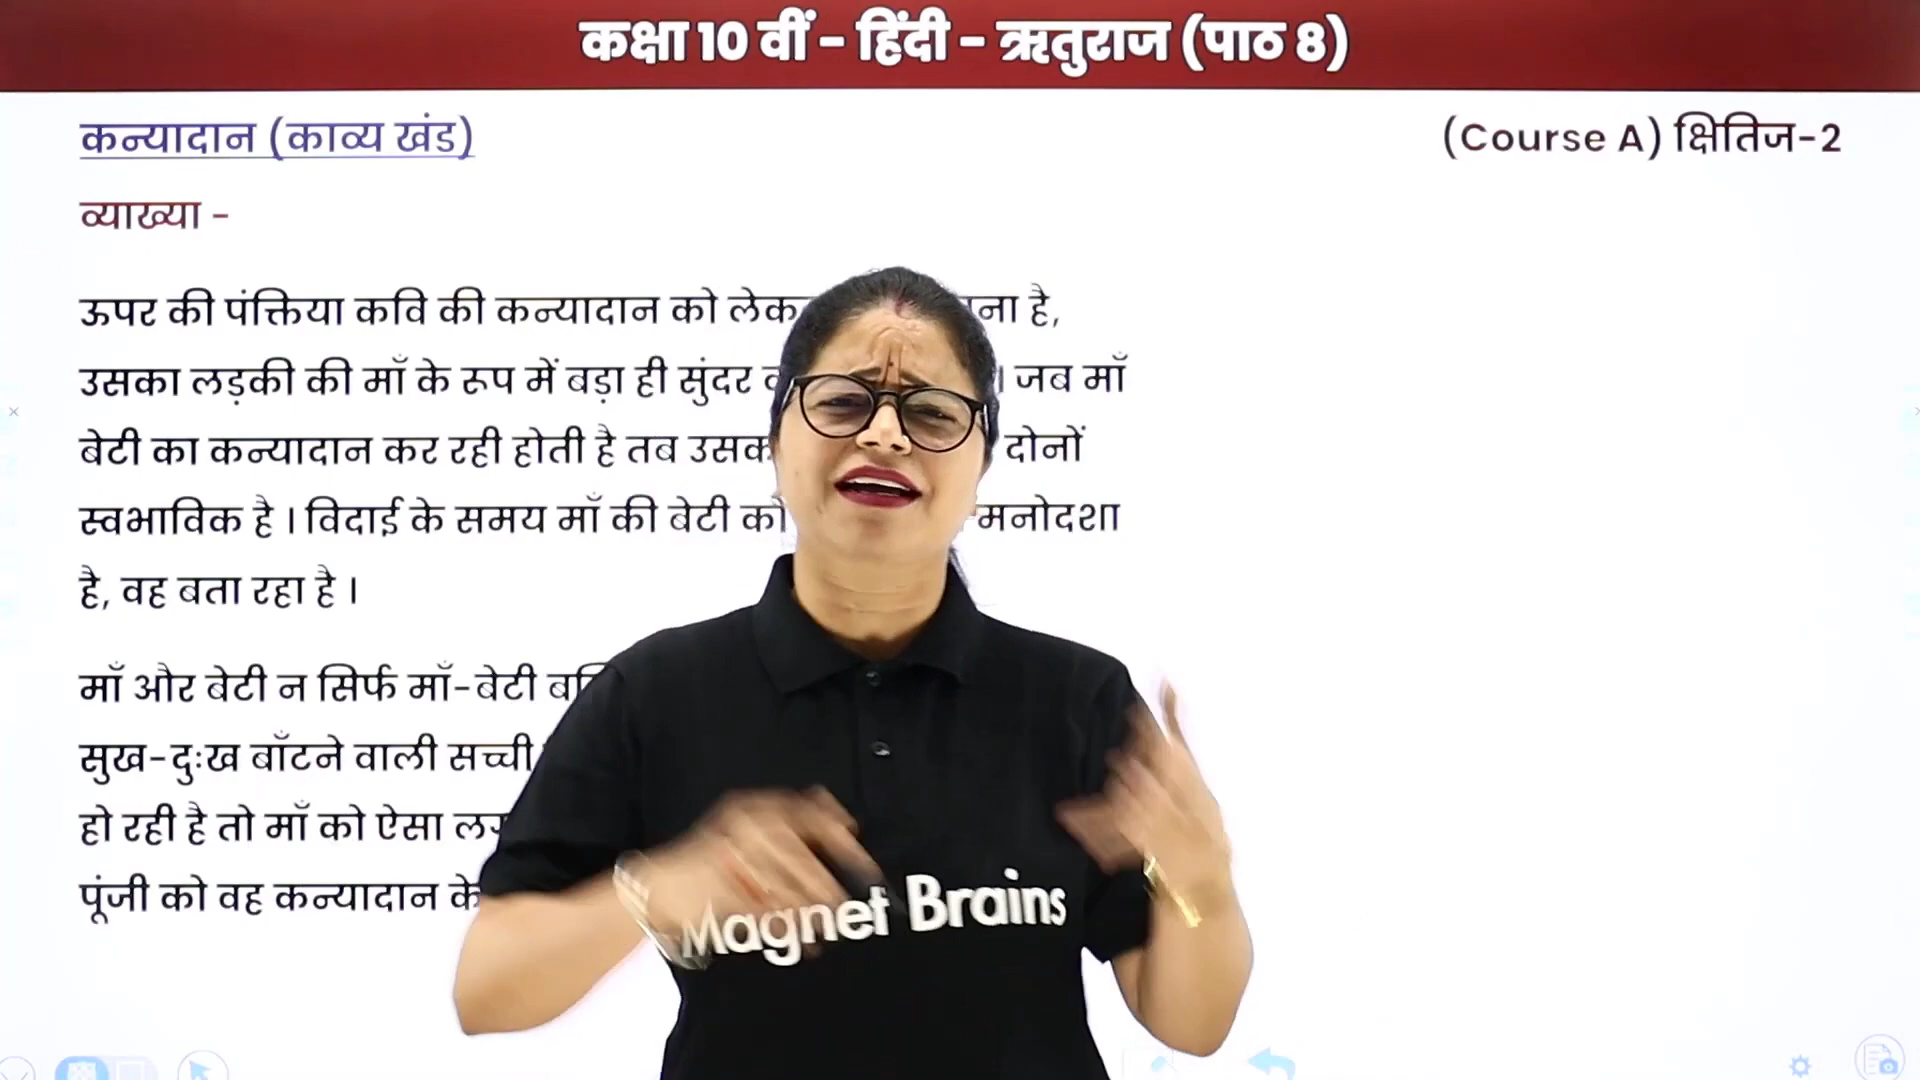 कक्षा 10 वीं - हिंदी - ऋतुराज (पाठ 8)
कन्यादान (काव्य खंड)
(Course A) क्षितिज-2
व्याख्या -
ऊपर की पंक्तिया कवि की कन्यादान को है,
उसका लड़की की माँ के रूप में बड़ा ही सुंदर । जब माँ
बेटी का कन्यादान कर रही होती है तब दोनों
स्वभाविक है । विदाई के समय माँ की बेटी मनोदशा
है, वह बता रहा है ।
माँ और बेटी न सिर्फ माँ-बेटी
सुख-दुःख बाँटने वाली सच्ची
हो रही है तो माँ को ऐसा
पूंजी को वह कन्यादान के
Magnet Brains